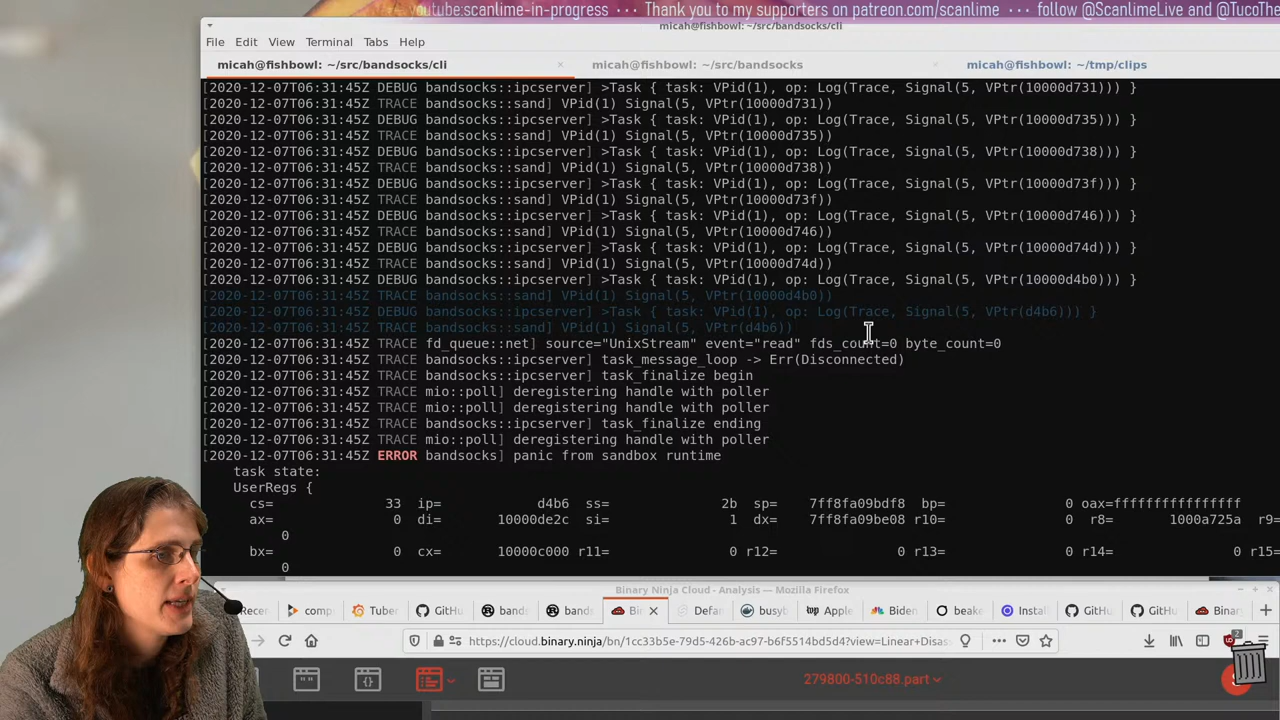 youtube:scanlime-in-progress ··· Thank you to my supporters on patreon.com/scanlime ··· follow @ScanlimeLive and @TucoThe
micah@fishbowl: ~/src/bandsocks/cli
File Edit View Terminal Tabs Help
micah@fishbowl: ~/src/bandsocks/cli × micah@fishbowl: ~/src/bandsocks × micah@fishbowl: ~/tmp/clips
[2020-12-07T06:31:45Z DEBUG bandsocks::ipcserver] >Task { task: VPid(1), op: Log(Trace, Signal(5, VPtr(10000d731))) }
[2020-12-07T06:31:45Z TRACE bandsocks::sand] VPid(1) Signal(5, VPtr(10000d731))
[2020-12-07T06:31:45Z DEBUG bandsocks::ipcserver] >Task { task: VPid(1), op: Log(Trace, Signal(5, VPtr(10000d735))) }
[2020-12-07T06:31:45Z TRACE bandsocks::sand] VPid(1) Signal(5, VPtr(10000d735))
[2020-12-07T06:31:45Z DEBUG bandsocks::ipcserver] >Task { task: VPid(1), op: Log(Trace, Signal(5, VPtr(10000d738))) }
[2020-12-07T06:31:45Z TRACE bandsocks::sand] VPid(1) Signal(5, VPtr(10000d738))
[2020-12-07T06:31:45Z DEBUG bandsocks::ipcserver] >Task { task: VPid(1), op: Log(Trace, Signal(5, VPtr(10000d73f))) }
[2020-12-07T06:31:45Z TRACE bandsocks::sand] VPid(1) Signal(5, VPtr(10000d73f))
[2020-12-07T06:31:45Z DEBUG bandsocks::ipcserver] >Task { task: VPid(1), op: Log(Trace, Signal(5, VPtr(10000d746))) }
[2020-12-07T06:31:45Z TRACE bandsocks::sand] VPid(1) Signal(5, VPtr(10000d746))
[2020-12-07T06:31:45Z DEBUG bandsocks::ipcserver] >Task { task: VPid(1), op: Log(Trace, Signal(5, VPtr(10000d74d))) }
[2020-12-07T06:31:45Z TRACE bandsocks::sand] VPid(1) Signal(5, VPtr(10000d74d))
[2020-12-07T06:31:45Z DEBUG bandsocks::ipcserver] >Task { task: VPid(1), op: Log(Trace, Signal(5, VPtr(10000d4b0))) }
[2020-12-07T06:31:45Z TRACE bandsocks::sand] VPid(1) Signal(5, VPtr(10000d4b0))
[2020-12-07T06:31:45Z DEBUG bandsocks::ipcserver] >Task { task: VPid(1), op: Log(Trace, Signal(5, VPtr(d4b6))) }
[2020-12-07T06:31:45Z TRACE bandsocks::sand] VPid(1) Signal(5, VPtr(d4b6))
[2020-12-07T06:31:45Z TRACE fd_queue::net] source="UnixStream" event="read" fds_count=0 byte_count=0
[2020-12-07T06:31:45Z TRACE bandsocks::ipcserver] task_message_loop -> Err(Disconnected)
[2020-12-07T06:31:45Z TRACE bandsocks::ipcserver] task_finalize begin
[2020-12-07T06:31:45Z TRACE mio::poll] deregistering handle with poller
[2020-12-07T06:31:45Z TRACE mio::poll] deregistering handle with poller
[2020-12-07T06:31:45Z TRACE bandsocks::ipcserver] task_finalize ending
[2020-12-07T06:31:45Z TRACE mio::poll] deregistering handle with poller
[2020-12-07T06:31:45Z ERROR bandsocks] panic from sandbox runtime
task state:
UserRegs {
cs= 33 ip= d4b6 ss= 2b sp= 7ff8fa09bdf8 bp= 0 oax=ffffffffffffffff
ax= 0 di= 10000de2c si= 1 dx= 7ff8fa09be08 r10= 0 r8= 1000a725a r9=
0
bx= 0 cx= 10000c000 r11= 0 r12= 0 r13= 0 r14= 0 r15=
0
Binary Ninja Cloud - Analysis — Mozilla Firefox
Recen comp Tuber GitHu bands bands Bi × Defan busyb Apple Biden beake Instal GitHu GitHu Binar
https://cloud.binary.ninja/bn/1cc33b5e-79d5-426b-ac97-b6f5514bd5d4?view=Linear+Disas 2
279800-510c88.part